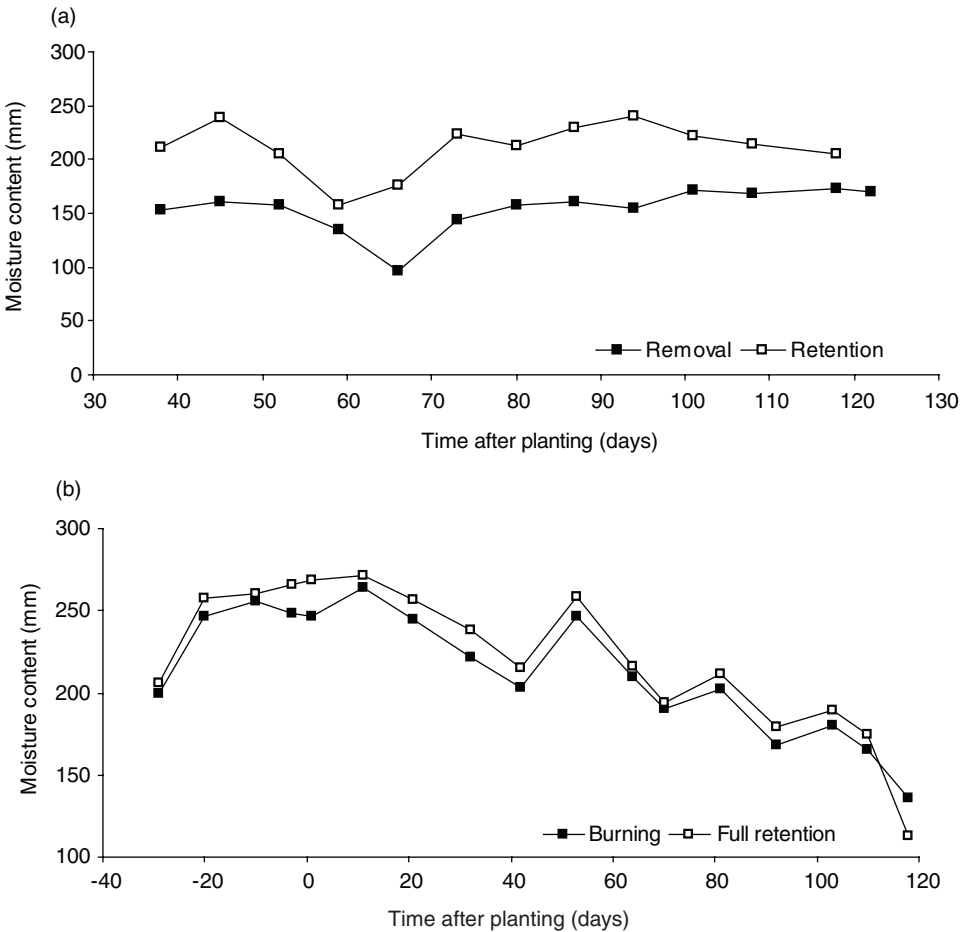 (a)
300
250
200
150
100
50
0
Moisture content (mm)
Removal Retention
30 40 50 60 70 80 90 100 110 120 130
Time after planting (days)
(b)
300
250
200
150
100
Moisture content (mm)
Burning Full retention
-40 -20 0 20 40 60 80 100 120
Time after planting (days)